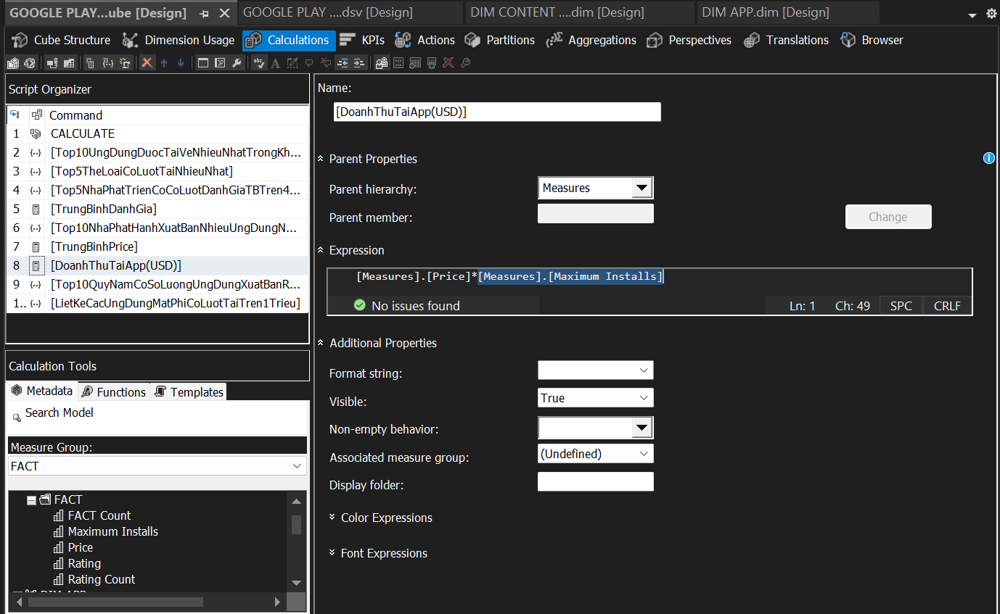 GOOGLE PLAY...ube [Design]
GOOGLE PLAY ....dsv [Design]
DIM CONTENT ....dim [Design]
DIM APP.dim [Design]
Cube Structure
Dimension Usage
Calculations
KPIs
Actions
Partitions
Aggregations
Perspectives
Translations
Browser
Script Organizer
Command
1 CALCULATE
2 [Top10UngDungDuocTaiVeNhieuNhatTrongKh...
3 [Top5TheLoaiCoLuotTaiNhieuNhat]
4 [Top5NhaPhatTrienCoCoLuotDanhGiaTBTren4...
5 [TrungBinhDanhGia]
6 [Top10NhaPhatHanhXuatBanNhieuUngDungN...
7 [TrungBinhPrice]
8 [DoanhThuTaiApp(USD)]
9 [Top10QuyNamCoSoLuongUngDungXuatBanR...
1.. [LietKeCacUngDungMatPhiCoLuotTaiTren1Trieu]
Calculation Tools
Metadata
Functions
Templates
Search Model
Measure Group:
FACT
FACT
FACT Count
Maximum Installs
Price
Rating
Rating Count
DIM APP
Name:
[DoanhThuTaiApp(USD)]
Parent Properties
Parent hierarchy:
Measures
Parent member:
Change
Expression
[Measures].[Price]*[Measures].[Maximum Installs]
No issues found
Ln: 1 Ch: 49 SPC CRLF
Additional Properties
Format string:
Visible:
True
Non-empty behavior:
Associated measure group:
(Undefined)
Display folder:
Color Expressions
Font Expressions